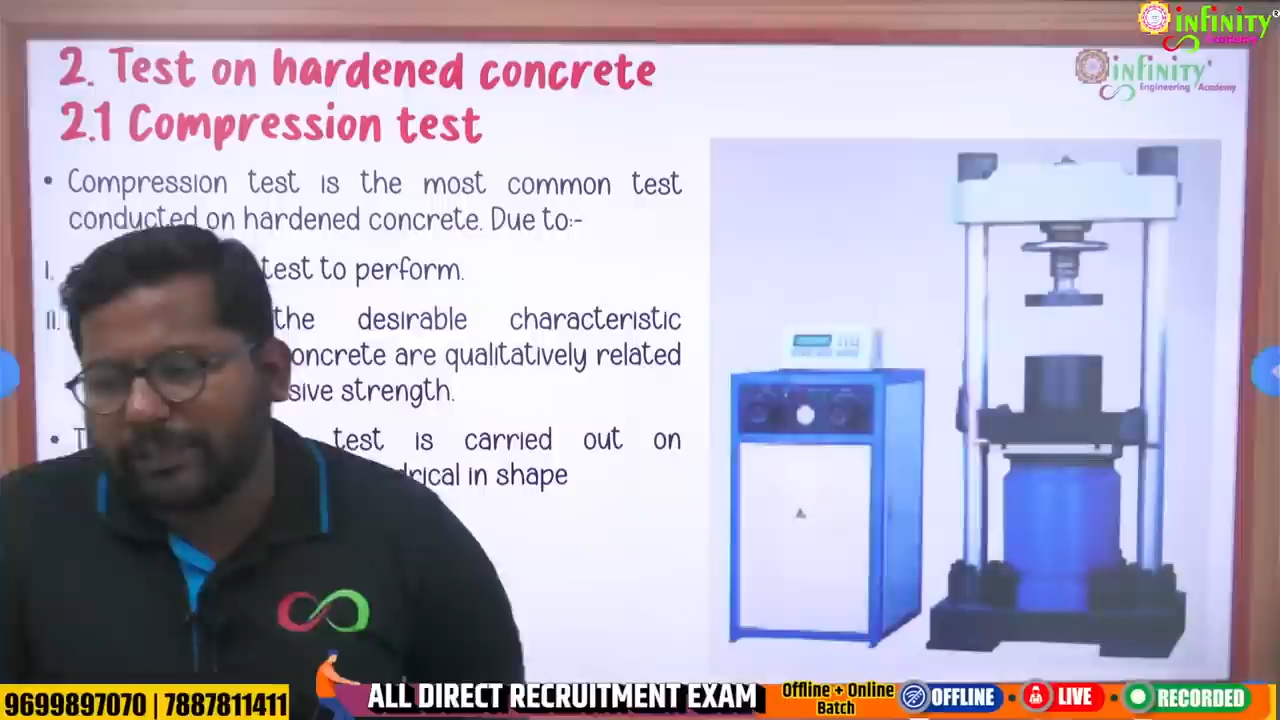 infinity
infinity
Engineering Academy
2. Test on hardened concrete
2.1 Compression test
• Compression test is the most common test
conducted on hardened concrete. Due to:-
I. test to perform.
II. the desirable characteristic
oncrete are qualitatively related
sive strength.
• T test is carried out on
drical in shape
9699897070 | 7887811411
ALL DIRECT RECRUITMENT EXAM
Offline + Online
Batch
OFFLINE
LIVE
RECORDED